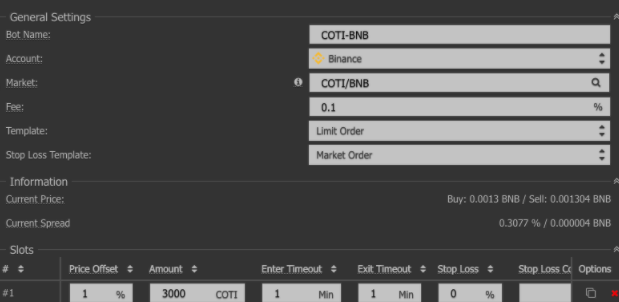 General Settings
Bot Name: COTI-BNB
Account: Binance
Market: COTI/BNB
Fee: 0.1 %
Template: Limit Order
Stop Loss Template: Market Order
Information
Current Price: Buy: 0.0013 BNB / Sell: 0.001304 BNB
Current Spread 0.3077 % / 0.000004 BNB
Slots
# Price Offset Amount Enter Timeout Exit Timeout Stop Loss Stop Loss Co Options
#1 1 % 3000 COTI 1 Min 1 Min 0 %